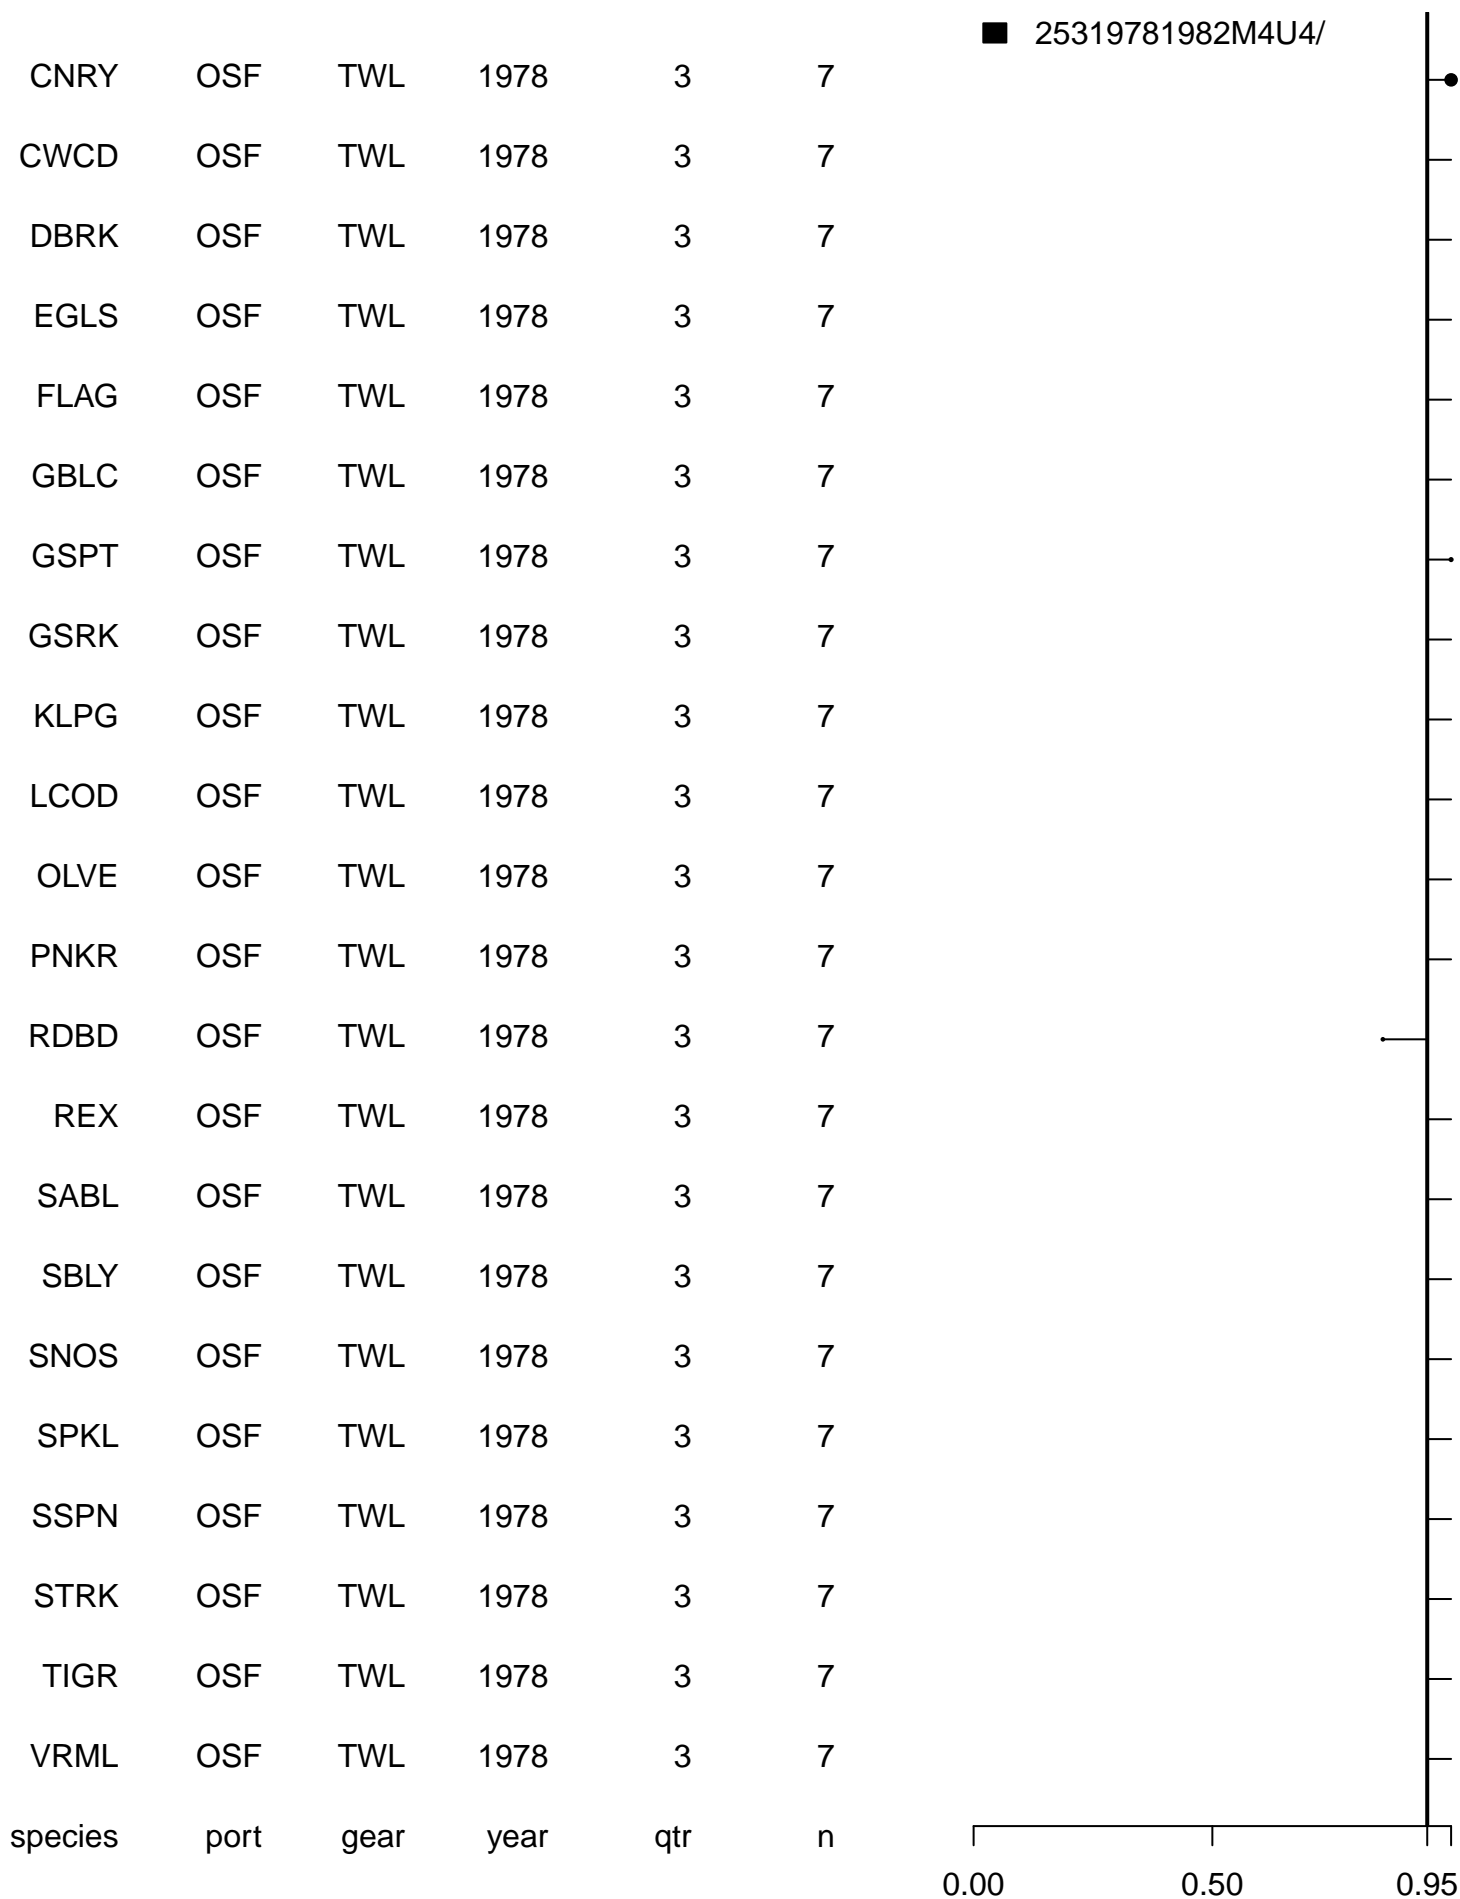 25319781982M4U4/
CNRY OSF TWL 1978 3 7
CWCD OSF TWL 1978 3 7
DBRK OSF TWL 1978 3 7
EGLS OSF TWL 1978 3 7
FLAG OSF TWL 1978 3 7
GBLC OSF TWL 1978 3 7
GSPT OSF TWL 1978 3 7
GSRK OSF TWL 1978 3 7
KLPG OSF TWL 1978 3 7
LCOD OSF TWL 1978 3 7
OLVE OSF TWL 1978 3 7
PNKR OSF TWL 1978 3 7
RDBD OSF TWL 1978 3 7
REX OSF TWL 1978 3 7
SABL OSF TWL 1978 3 7
SBLY OSF TWL 1978 3 7
SNOS OSF TWL 1978 3 7
SPKL OSF TWL 1978 3 7
SSPN OSF TWL 1978 3 7
STRK OSF TWL 1978 3 7
TIGR OSF TWL 1978 3 7
VRML OSF TWL 1978 3 7
species port gear year qtr n
0.00 0.50 0.95